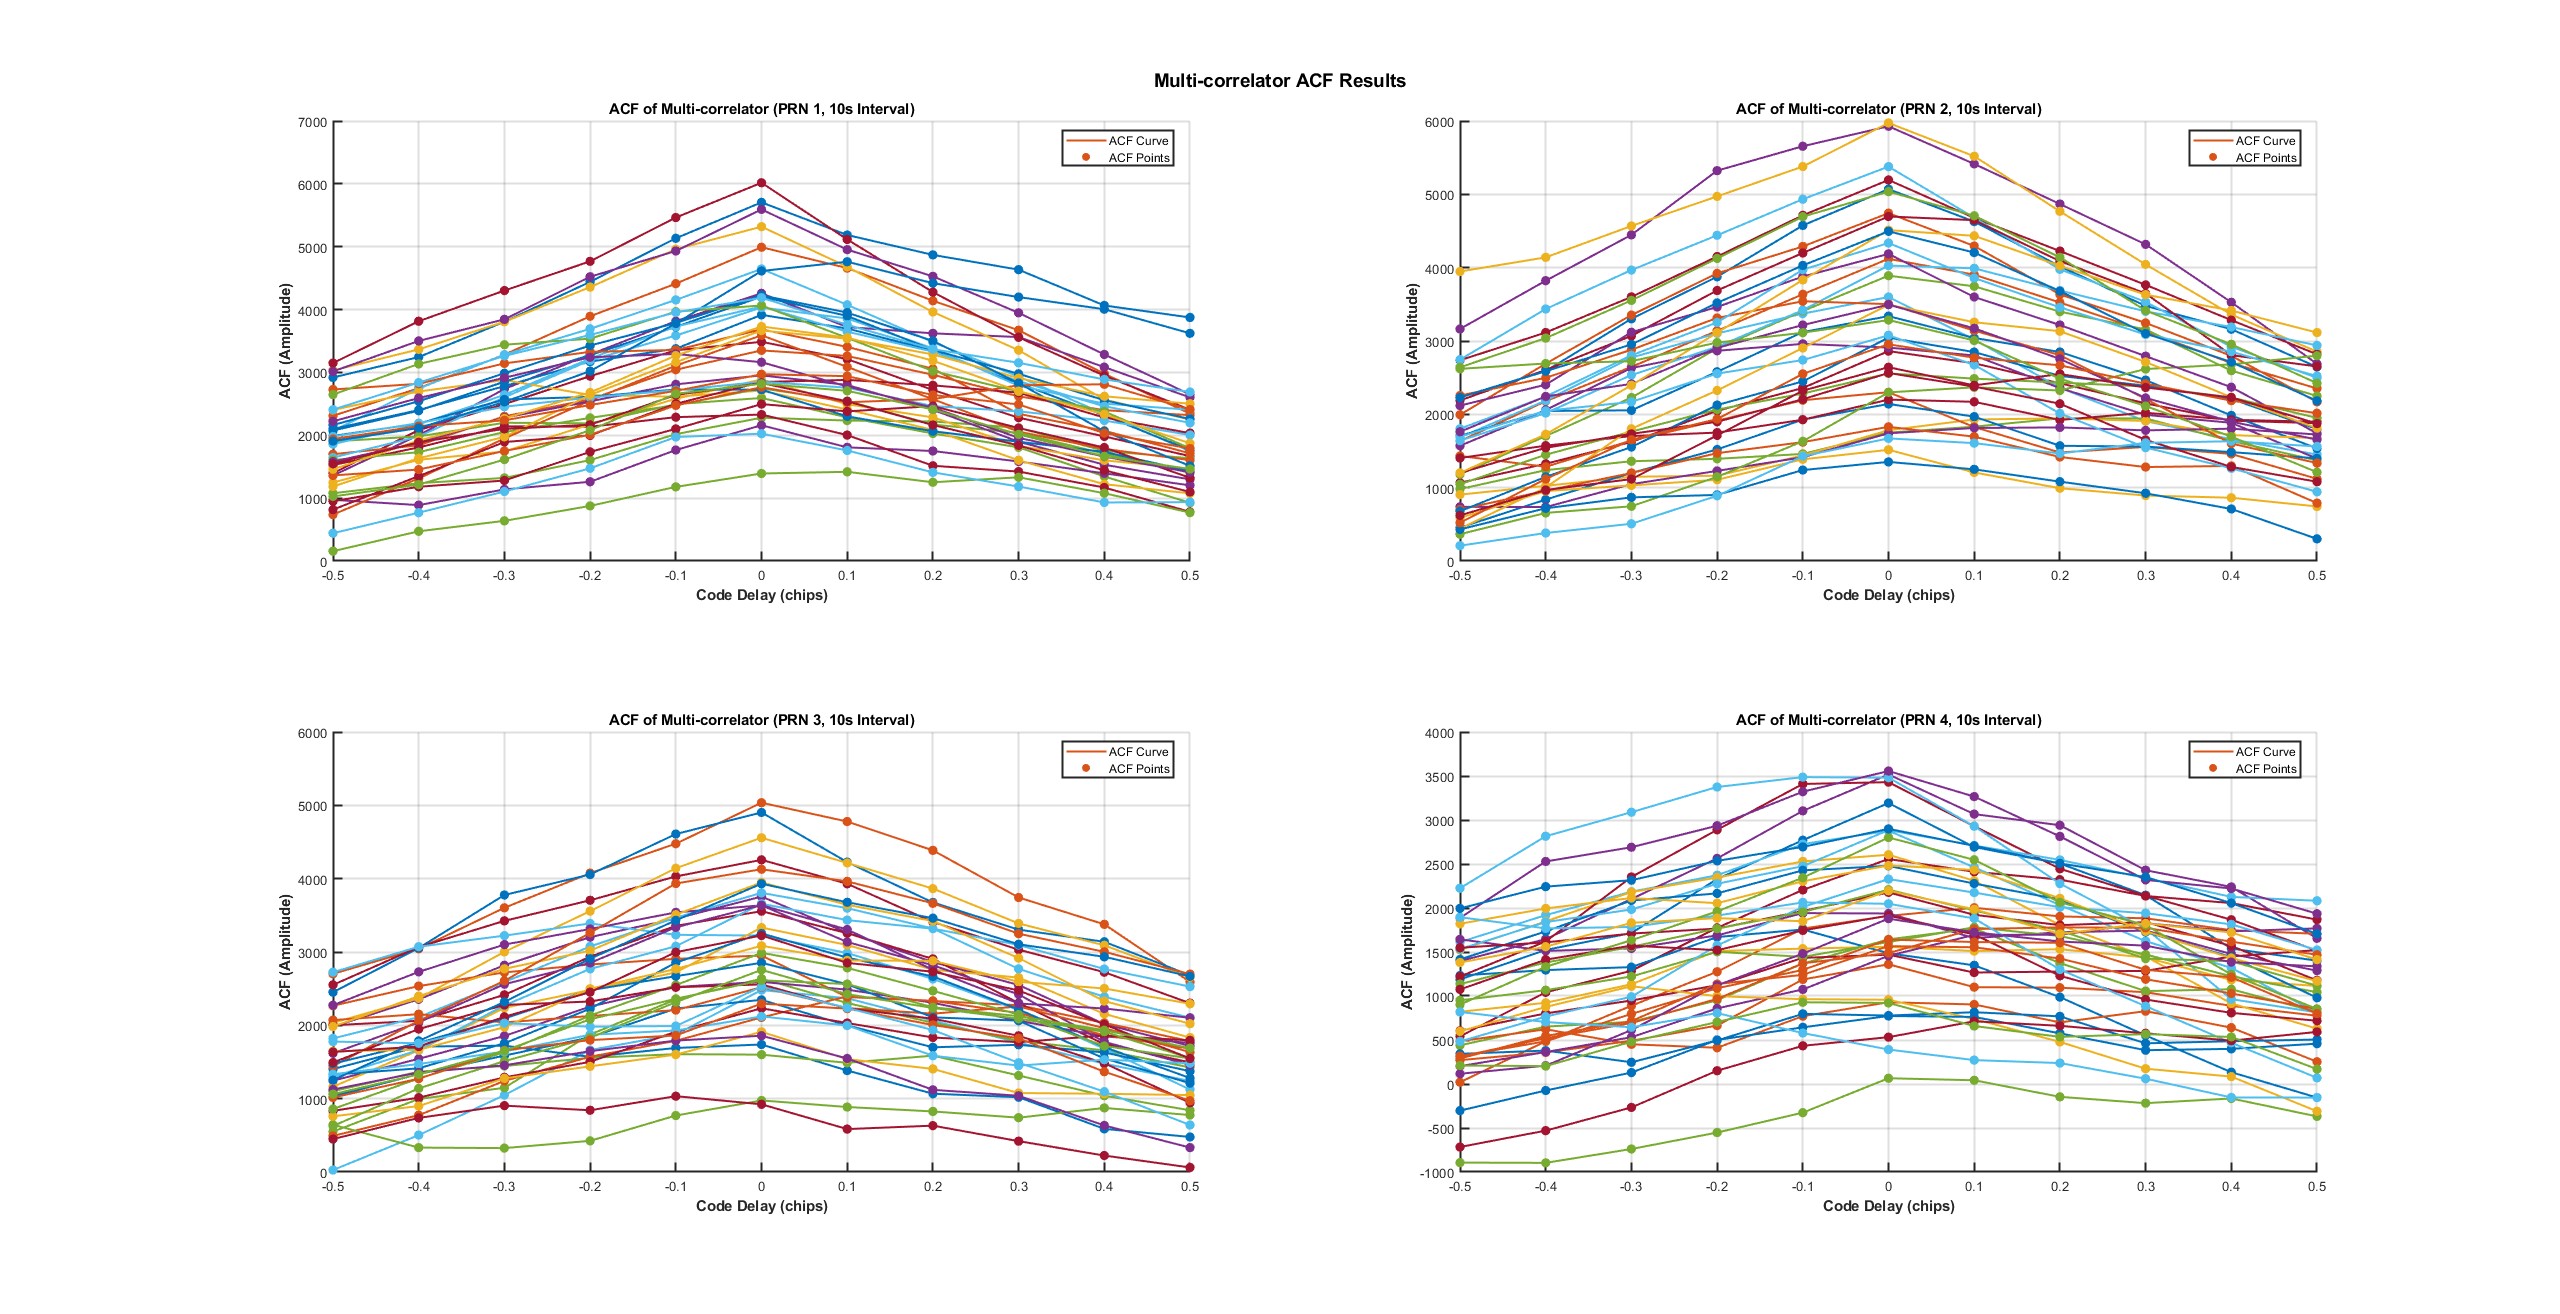 Multi-correlator ACF Results
ACF of Multi-correlator (PRN 1, 10s Interval)
ACF (Amplitude)
7000
6000
5000
4000
3000
2000
1000
0
-0.5 -0.4 -0.3 -0.2 -0.1 0 0.1 0.2 0.3 0.4 0.5
Code Delay (chips)
ACF Curve
ACF Points
ACF of Multi-correlator (PRN 2, 10s Interval)
ACF (Amplitude)
6000
5000
4000
3000
2000
1000
0
-0.5 -0.4 -0.3 -0.2 -0.1 0 0.1 0.2 0.3 0.4 0.5
Code Delay (chips)
ACF Curve
ACF Points
ACF of Multi-correlator (PRN 3, 10s Interval)
ACF (Amplitude)
6000
5000
4000
3000
2000
1000
0
-0.5 -0.4 -0.3 -0.2 -0.1 0 0.1 0.2 0.3 0.4 0.5
Code Delay (chips)
ACF Curve
ACF Points
ACF of Multi-correlator (PRN 4, 10s Interval)
ACF (Amplitude)
4000
3500
3000
2500
2000
1500
1000
500
0
-500
-1000
-0.5 -0.4 -0.3 -0.2 -0.1 0 0.1 0.2 0.3 0.4 0.5
Code Delay (chips)
ACF Curve
ACF Points